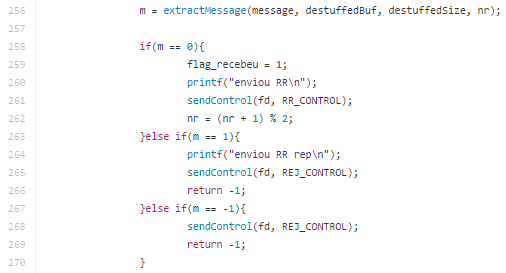 256 m = extractMessage(message, destuffedBuf, destuffedSize, nr);
257
258 if(m == 0){
259 flag_recebeu = 1;
260 printf("enviou RR\n");
261 sendControl(fd, RR_CONTROL);
262 nr = (nr + 1) % 2;
263 }else if(m == 1){
264 printf("enviou RR rep\n");
265 sendControl(fd, REJ_CONTROL);
266 return -1;
267 }else if(m == -1){
268 sendControl(fd, REJ_CONTROL);
269 return -1;
270 }